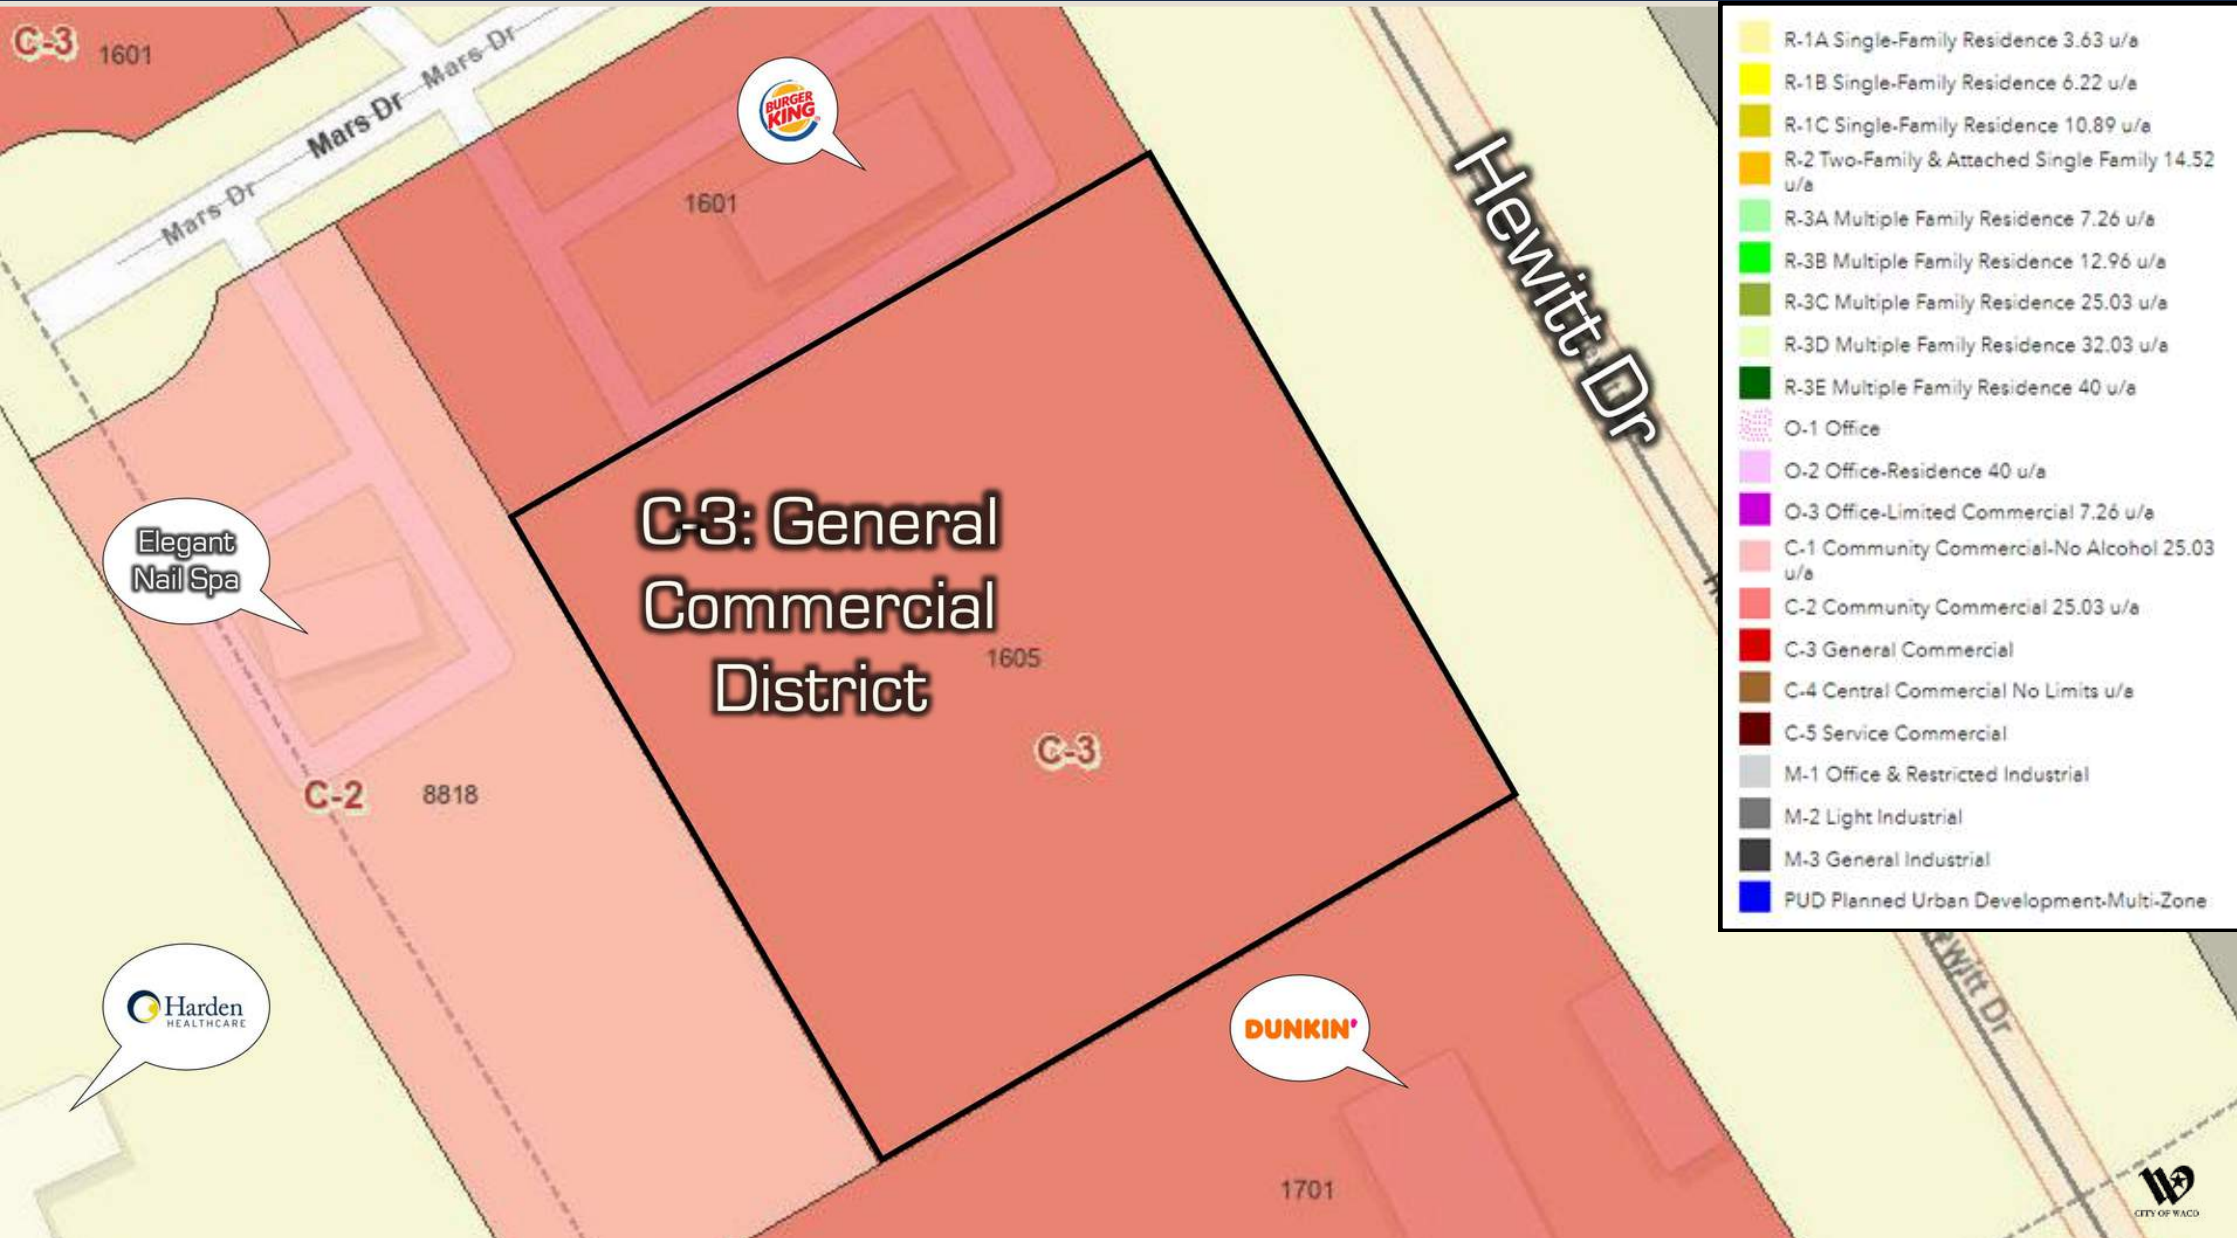 C-3 1601
Mars Dr
Mars Dr
Mars Dr
BURGER
KING
1601
Hewitt Dr
C-3: General
Commercial
District
1605
C-3
Elegant
Nail Spa
C-2 8818
Harden
HEALTHCARE
DUNKIN'
1701
R-1A Single-Family Residence 3.63 u/a
R-1B Single-Family Residence 6.22 u/a
R-1C Single-Family Residence 10.89 u/a
R-2 Two-Family & Attached Single Family 14.52
u/a
R-3A Multiple Family Residence 7.26 u/a
R-3B Multiple Family Residence 12.96 u/a
R-3C Multiple Family Residence 25.03 u/a
R-3D Multiple Family Residence 32.03 u/a
R-3E Multiple Family Residence 40 u/a
O-1 Office
O-2 Office-Residence 40 u/a
O-3 Office-Limited Commercial 7.26 u/a
C-1 Community Commercial-No Alcohol 25.03
u/a
C-2 Community Commercial 25.03 u/a
C-3 General Commercial
C-4 Central Commercial No Limits u/a
C-5 Service Commercial
M-1 Office & Restricted Industrial
M-2 Light Industrial
M-3 General Industrial
PUD Planned Urban Development-Multi-Zone
ewitt Dr
CITY OF WACO